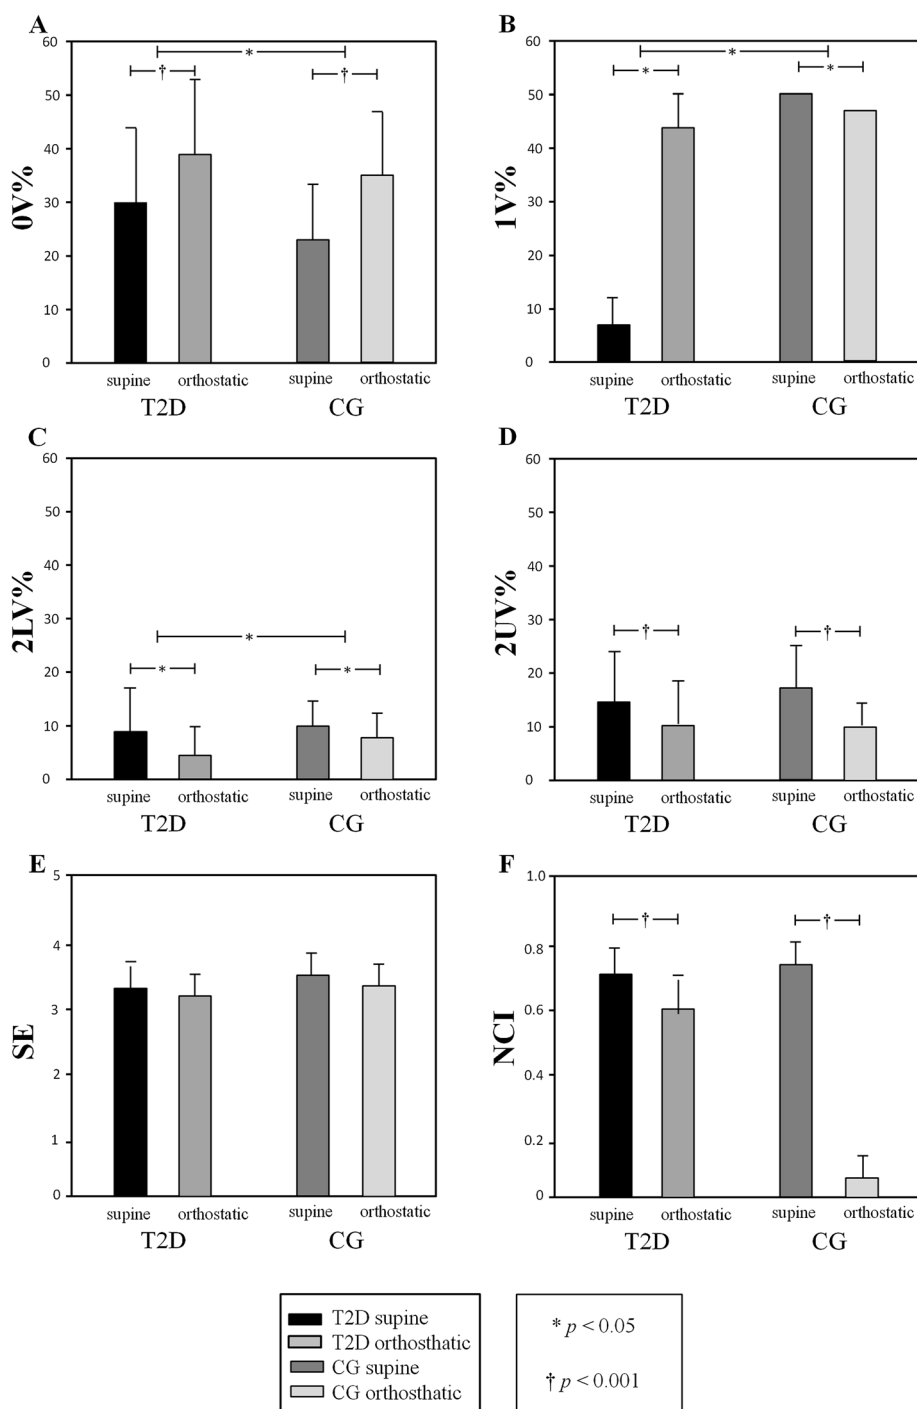 A
60
50
40
30
20
10
0
0V%
*
†
†
supine
orthostatic
supine
orthostatic
T2D
CG
B
60
50
40
30
20
10
0
1V%
*
*
*
supine
orthostatic
supine
orthostatic
T2D
CG
C
60
50
40
30
20
10
0
2LV%
*
*
*
supine
orthostatic
supine
orthostatic
T2D
CG
D
60
50
40
30
20
10
0
2UV%
†
†
supine
orthostatic
supine
orthostatic
T2D
CG
E
5
4
3
2
1
0
SE
supine
orthostatic
supine
orthostatic
T2D
CG
F
1.0
0.8
0.6
0.4
0.2
0
NCI
†
†
supine
orthostatic
supine
orthostatic
T2D
CG
T2D supine
T2D orthosthatic
CG supine
CG orthosthatic
* p < 0.05
† p < 0.001